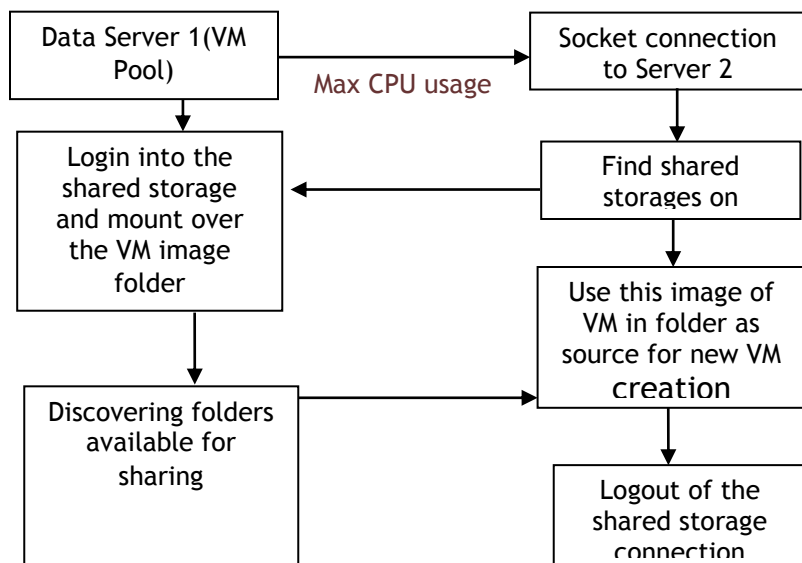 Data Server 1(VM
Pool)
Max CPU usage
Socket connection
to Server 2
Login into the
shared storage
and mount over
the VM image
folder
Find shared
storages on
Use this image of
VM in folder as
source for new VM
creation
Discovering folders
available for
sharing
Logout of the
shared storage
connection